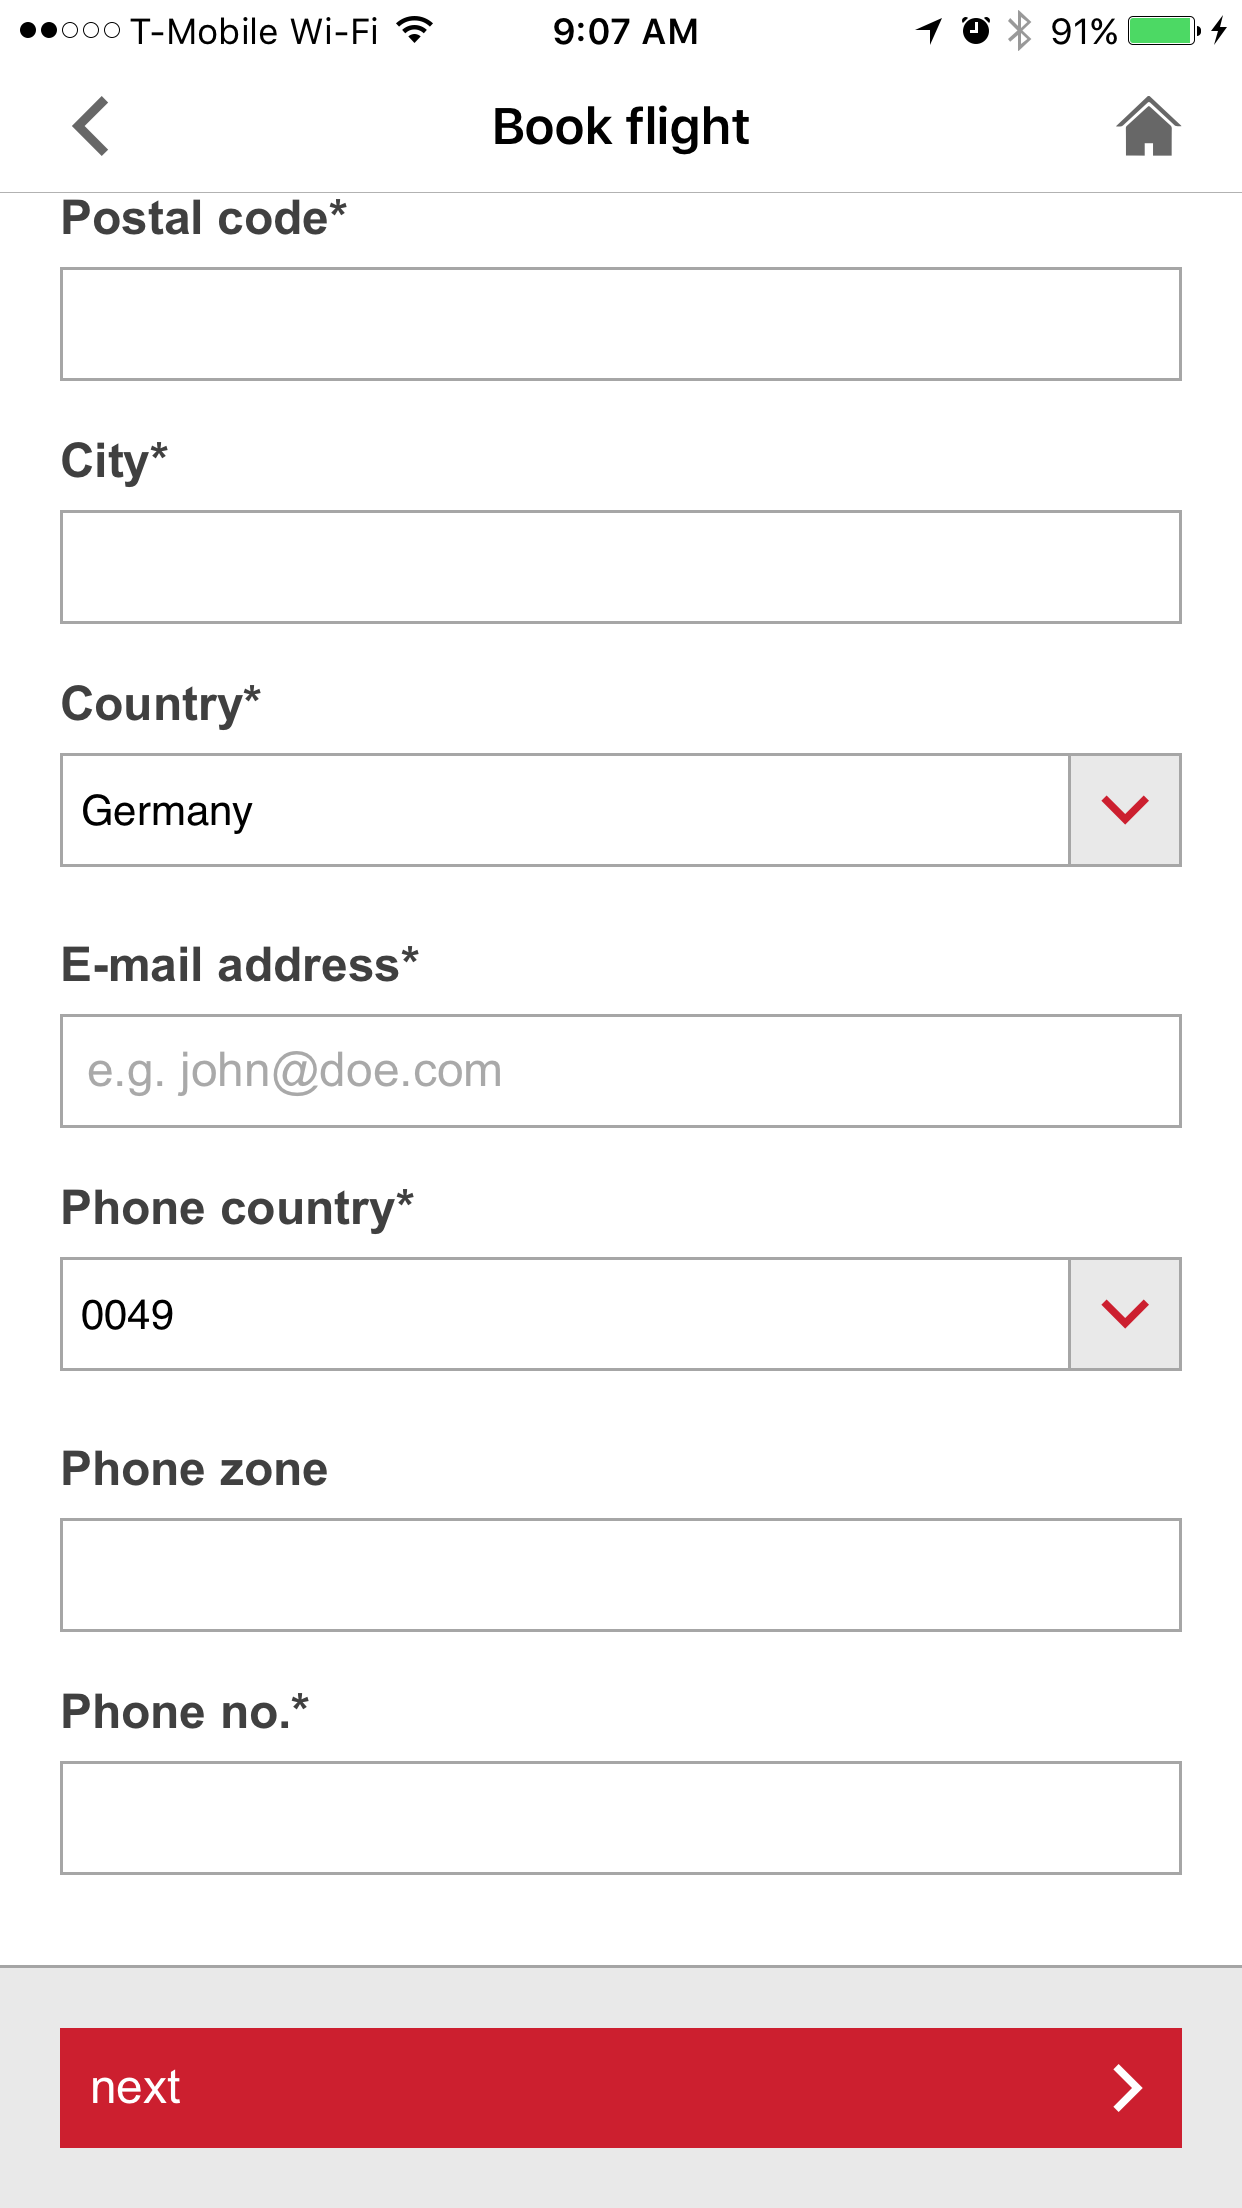 T-Mobile Wi-Fi 9:07 AM 91%
Book flight
Postal code*
City*
Country*
Germany
E-mail address*
e.g. john@doe.com
Phone country*
0049
Phone zone
Phone no.*
next